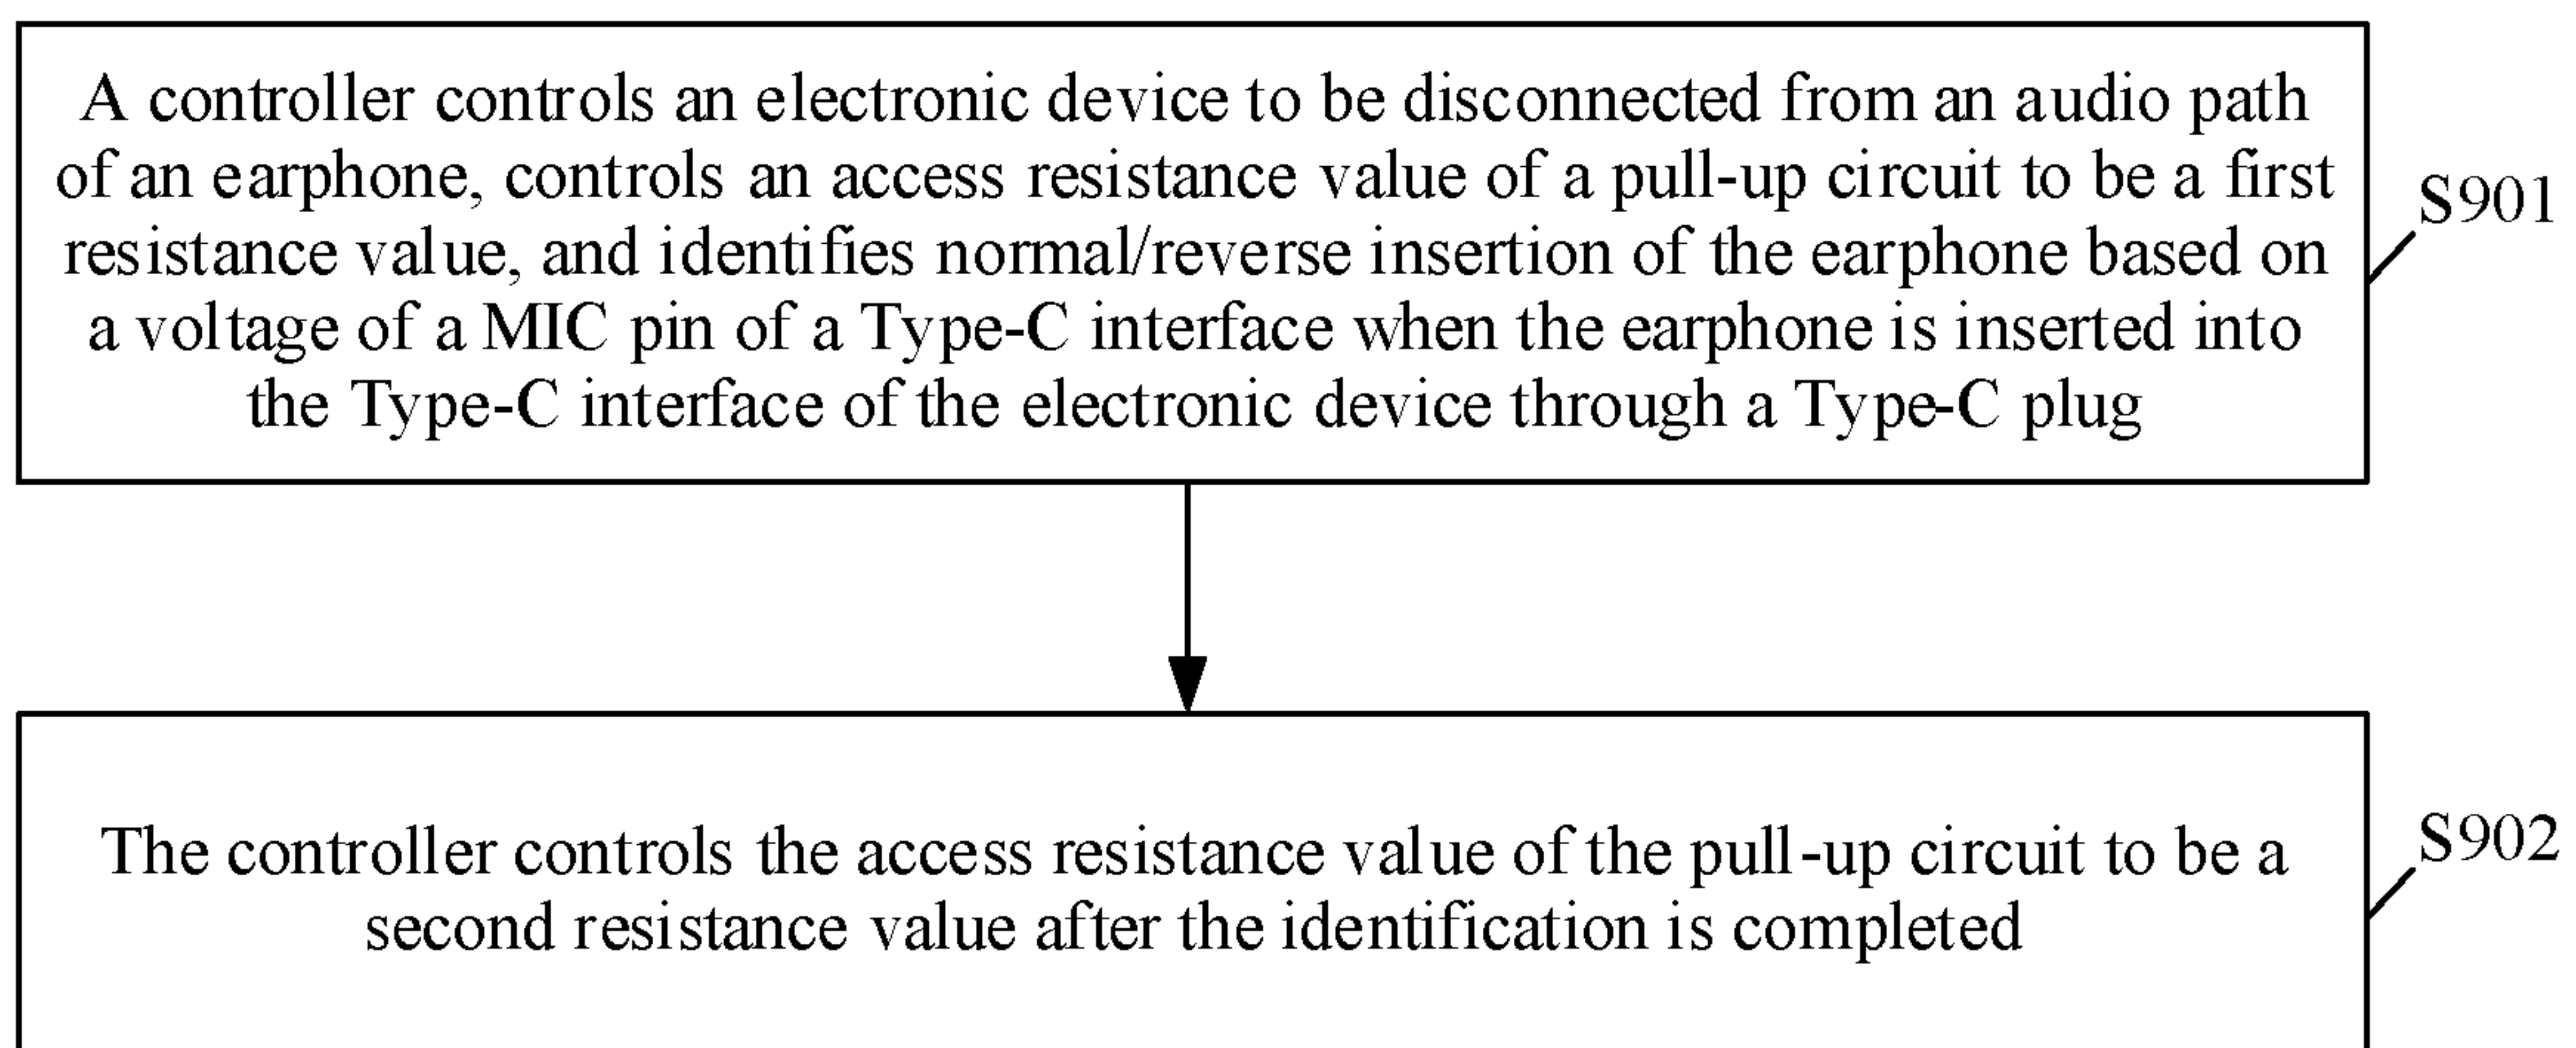 A controller controls an electronic device to be disconnected from an audio path
of an earphone, controls an access resistance value of a pull-up circuit to be a first
resistance value, and identifies normal/reverse insertion of the earphone based on
a voltage of a MIC pin of a Type-C interface when the earphone is inserted into
the Type-C interface of the electronic device through a Type-C plug
S901
The controller controls the access resistance value of the pull-up circuit to be a
second resistance value after the identification is completed
S902